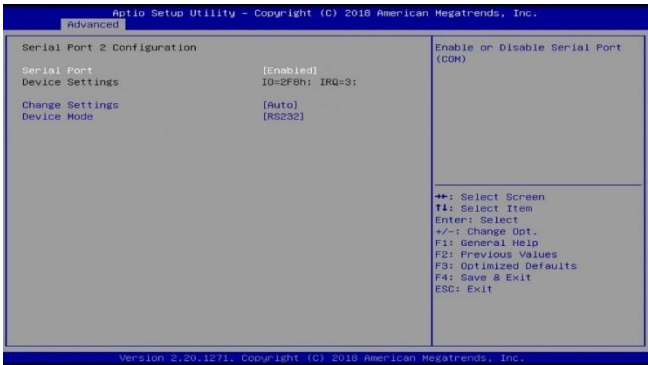 Aptio Setup Utility - Copyright (C) 2018 American Megatrends, Inc.
Advanced
Serial Port 2 Configuration
Serial Port [Enabled]
Device Settings IO=2F8h; IRQ=3;
Change Settings [Auto]
Device Mode [RS232]
Enable or Disable Serial Port
(COM)
→←: Select Screen
↑↓: Select Item
Enter: Select
+/-: Change Opt.
F1: General Help
F2: Previous Values
F3: Optimized Defaults
F4: Save & Exit
ESC: Exit
Version 2.20.1271. Copyright (C) 2018 American Megatrends, Inc.